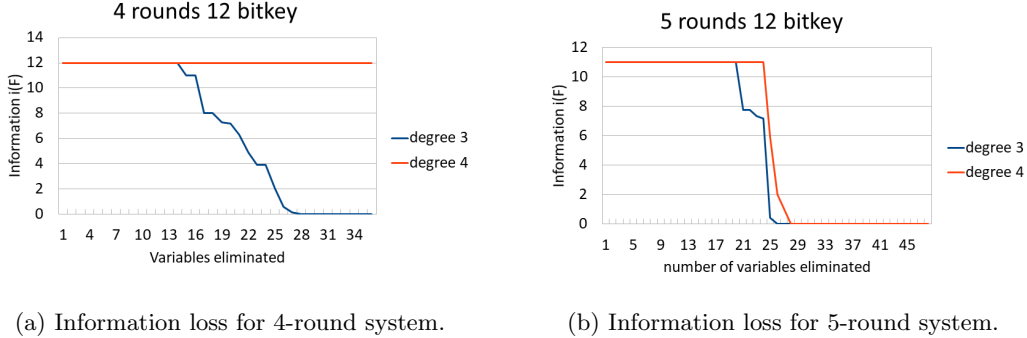 4 rounds 12 bitkey
Information i(F)
14
12
10
8
6
4
2
0
1 4 7 10 13 16 19 22 25 28 31 34
Variables eliminated
degree 3
degree 4
(a) Information loss for 4-round system.
5 rounds 12 bitkey
Information i(F)
12
10
8
6
4
2
0
1 5 9 13 17 21 25 29 33 37 41 45
number of variables eliminated
degree 3
degree 4
(b) Information loss for 5-round system.